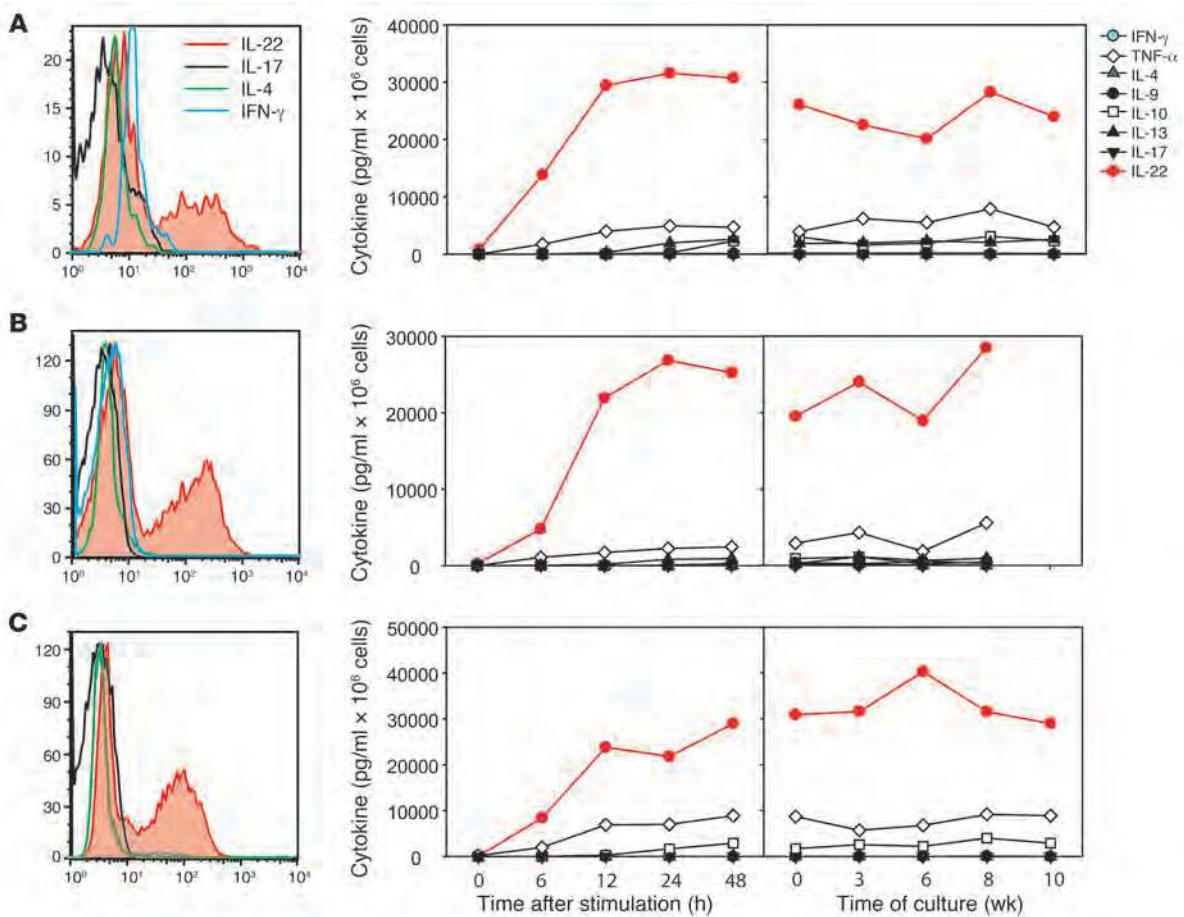 A
IL-22
IL-17
IL-4
IFN-γ
20
15
10
5
0
10⁰ 10¹ 10² 10³ 10⁴
Cytokine (pg/ml × 10⁶ cells)
40000
30000
20000
10000
0
IFN-γ
TNF-α
IL-4
IL-9
IL-10
IL-13
IL-17
IL-22
B
120
90
60
30
0
10⁰ 10¹ 10² 10³ 10⁴
Cytokine (pg/ml × 10⁶ cells)
30000
20000
10000
0
C
120
90
60
30
0
10⁰ 10¹ 10² 10³ 10⁴
Cytokine (pg/ml × 10⁶ cells)
50000
40000
30000
20000
10000
0
0 6 12 24 48
Time after stimulation (h)
0 3 6 8 10
Time of culture (wk)